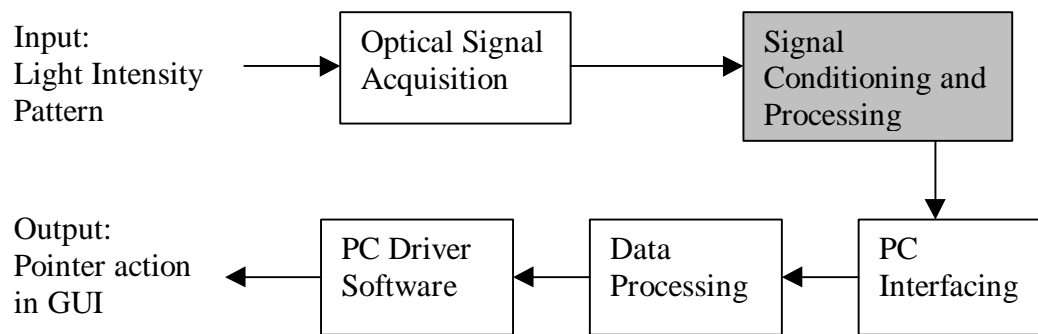 Input:
Light Intensity
Pattern
Optical Signal
Acquisition
Signal
Conditioning and
Processing
Output:
Pointer action
in GUI
PC Driver
Software
Data
Processing
PC
Interfacing